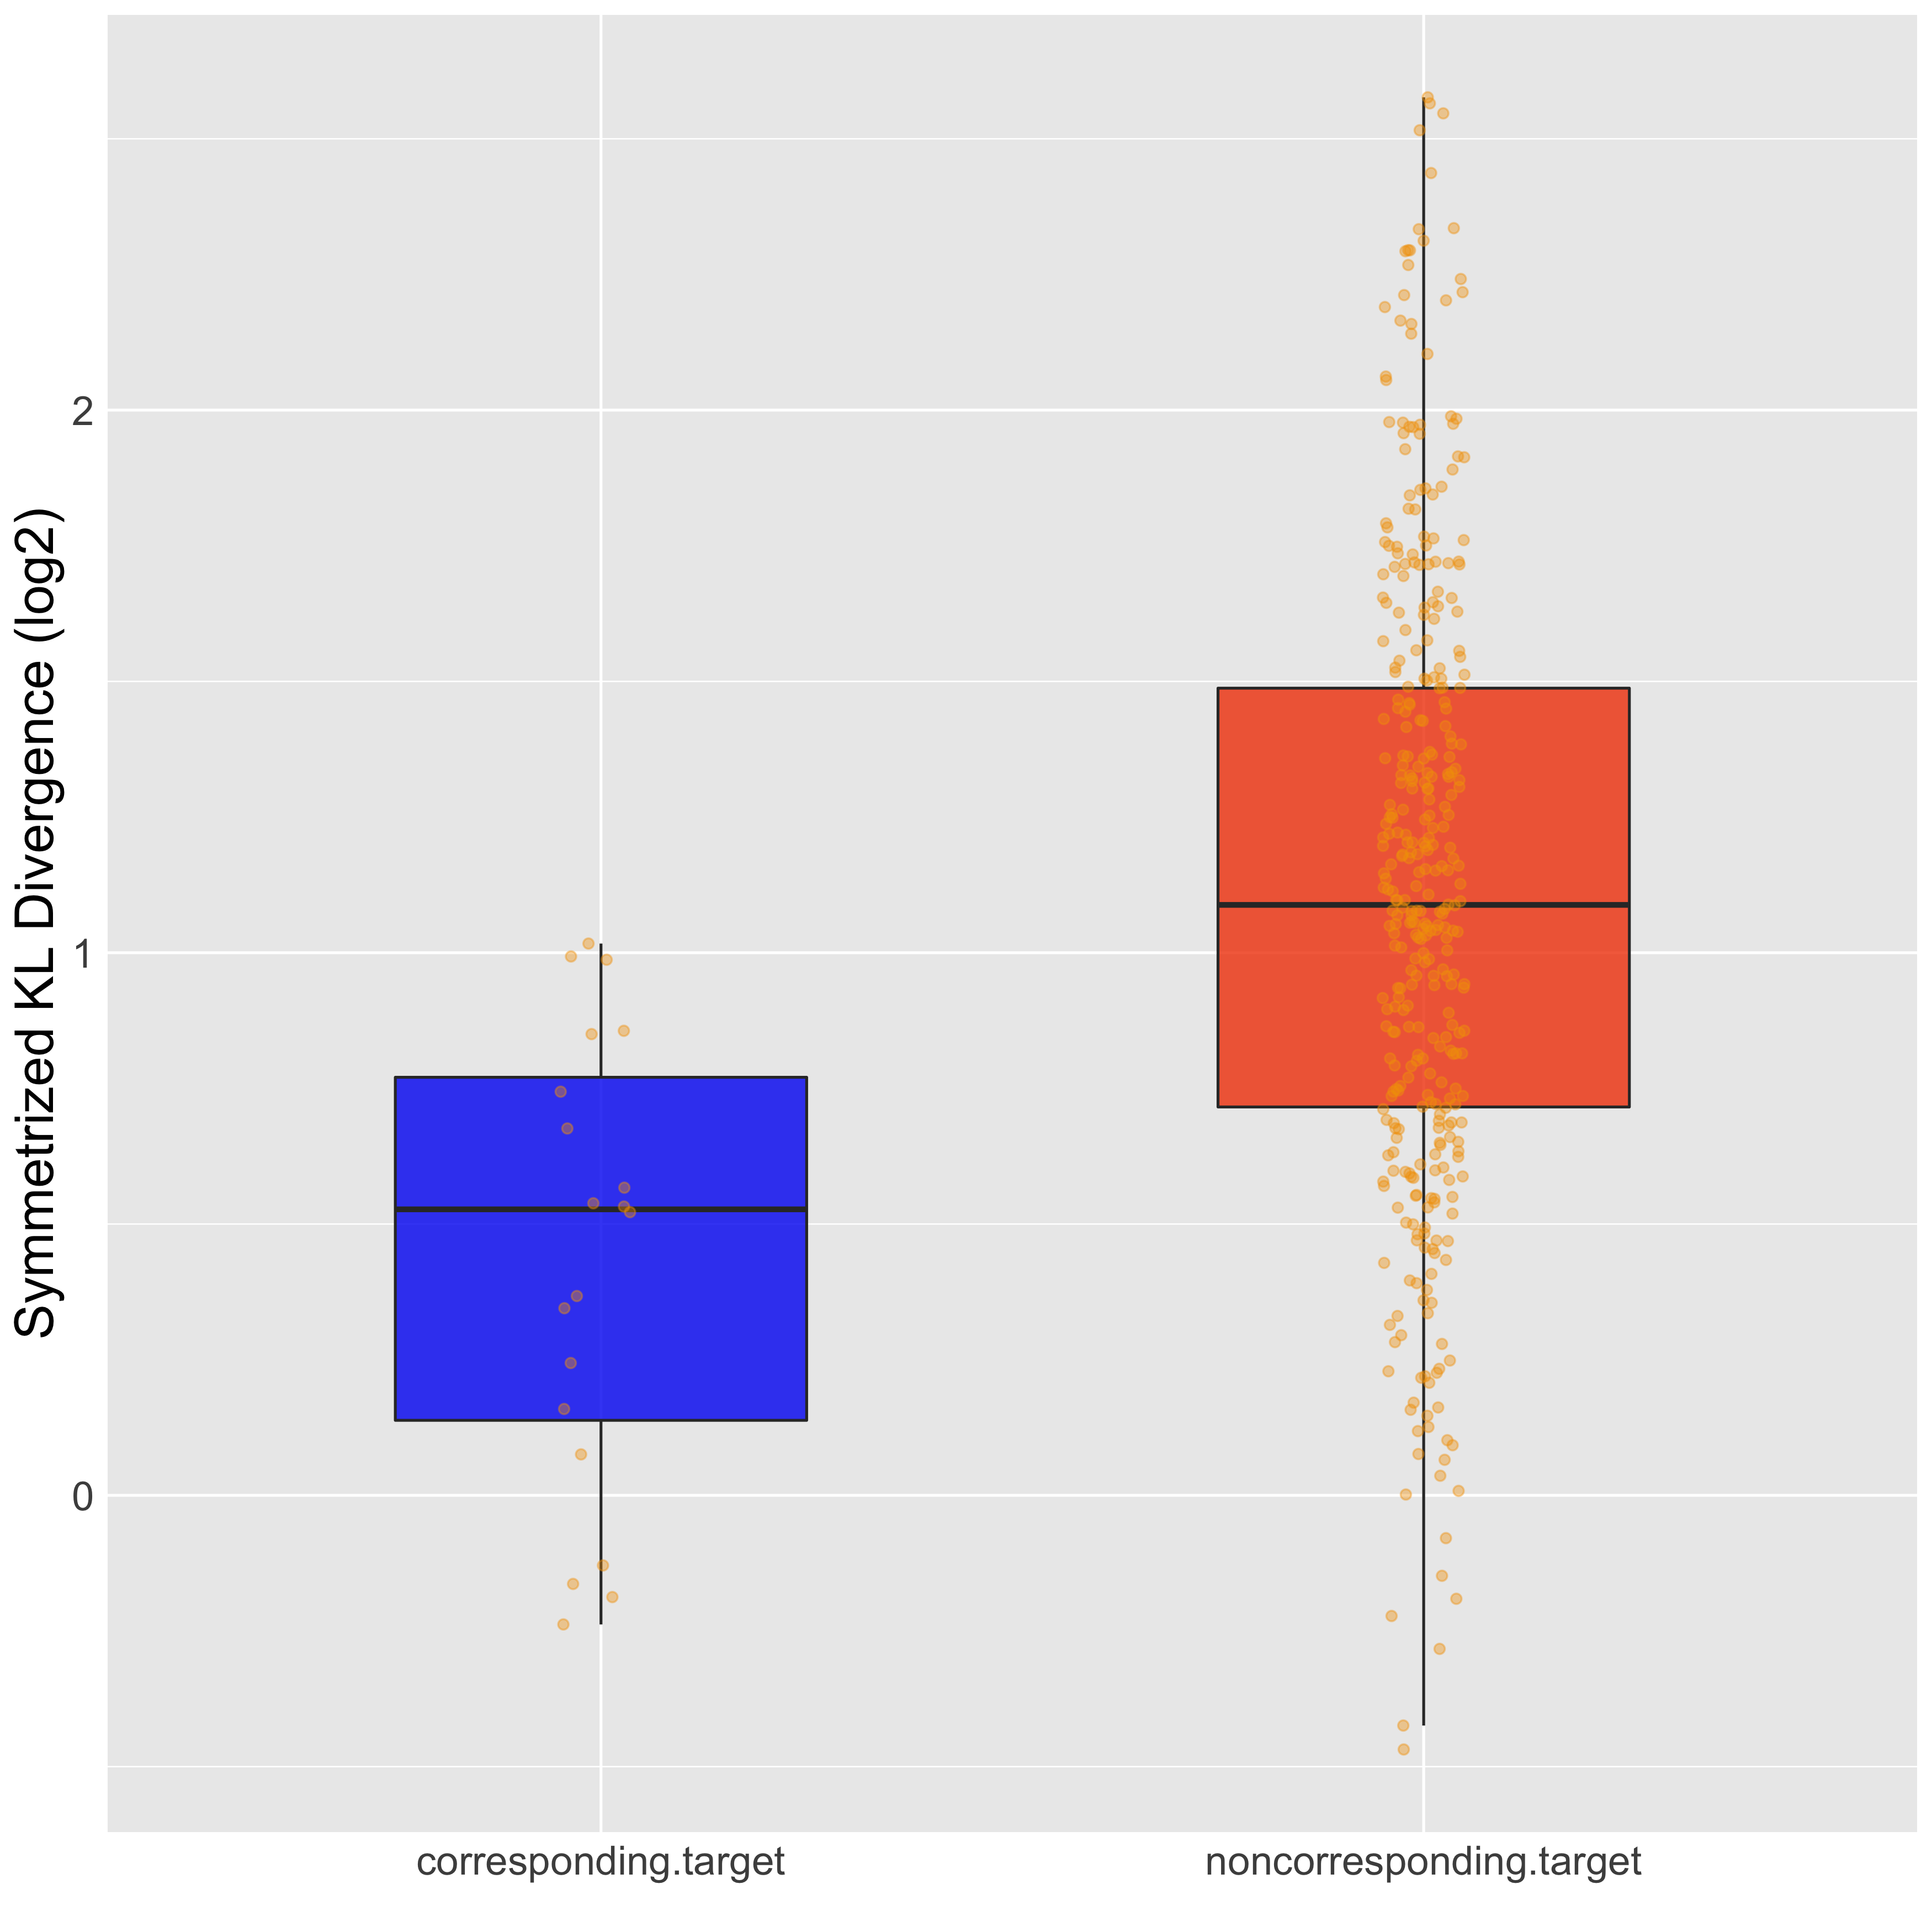 Symmetrized KL Divergence (log2)
2
1
0
corresponding.target
noncorresponding.target